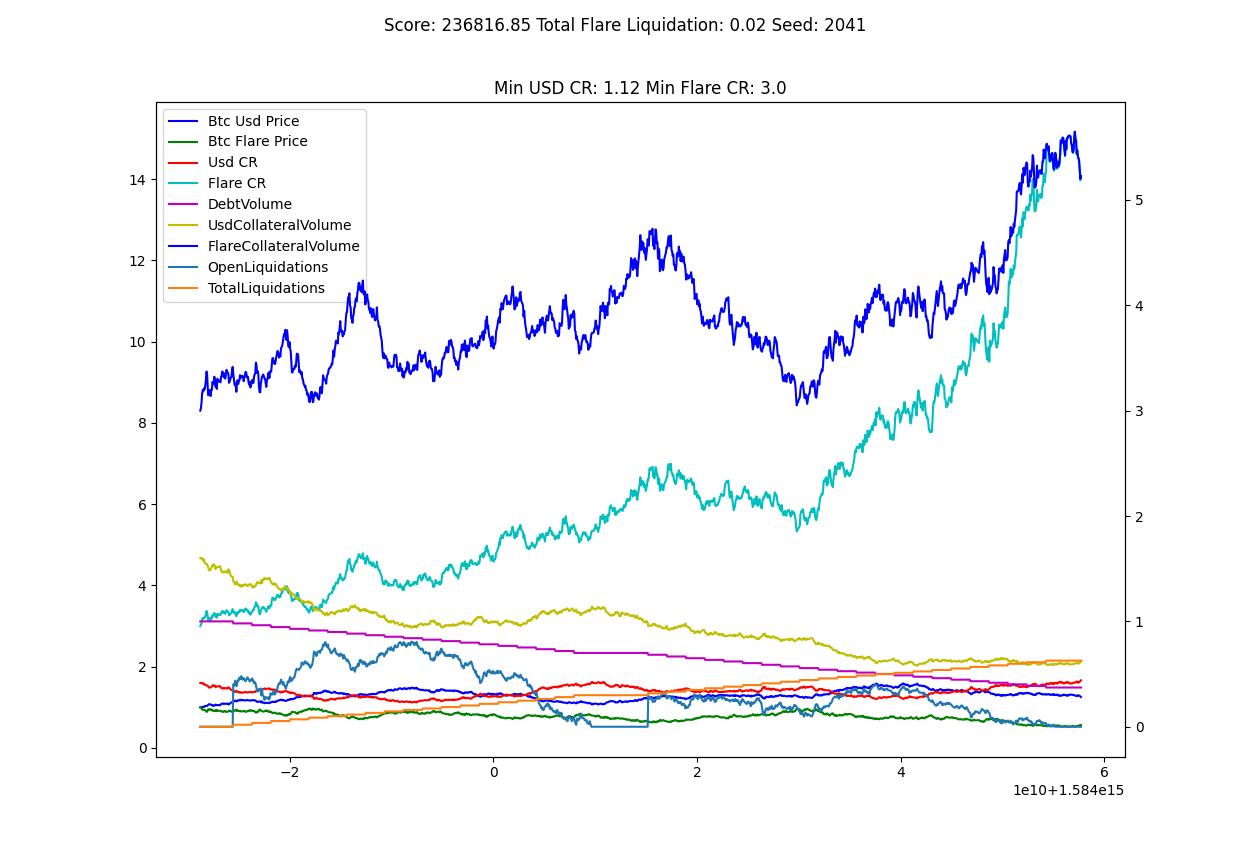 Score: 236816.85 Total Flare Liquidation: 0.02 Seed: 2041
Min USD CR: 1.12 Min Flare CR: 3.0
Btc Usd Price
Btc Flare Price
Usd CR
Flare CR
DebtVolume
UsdCollateralVolume
FlareCollateralVolume
OpenLiquidations
TotalLiquidations
14
12
10
8
6
4
2
0
5
4
3
2
1
0
−2
0
2
4
6
1e10+1.584e15